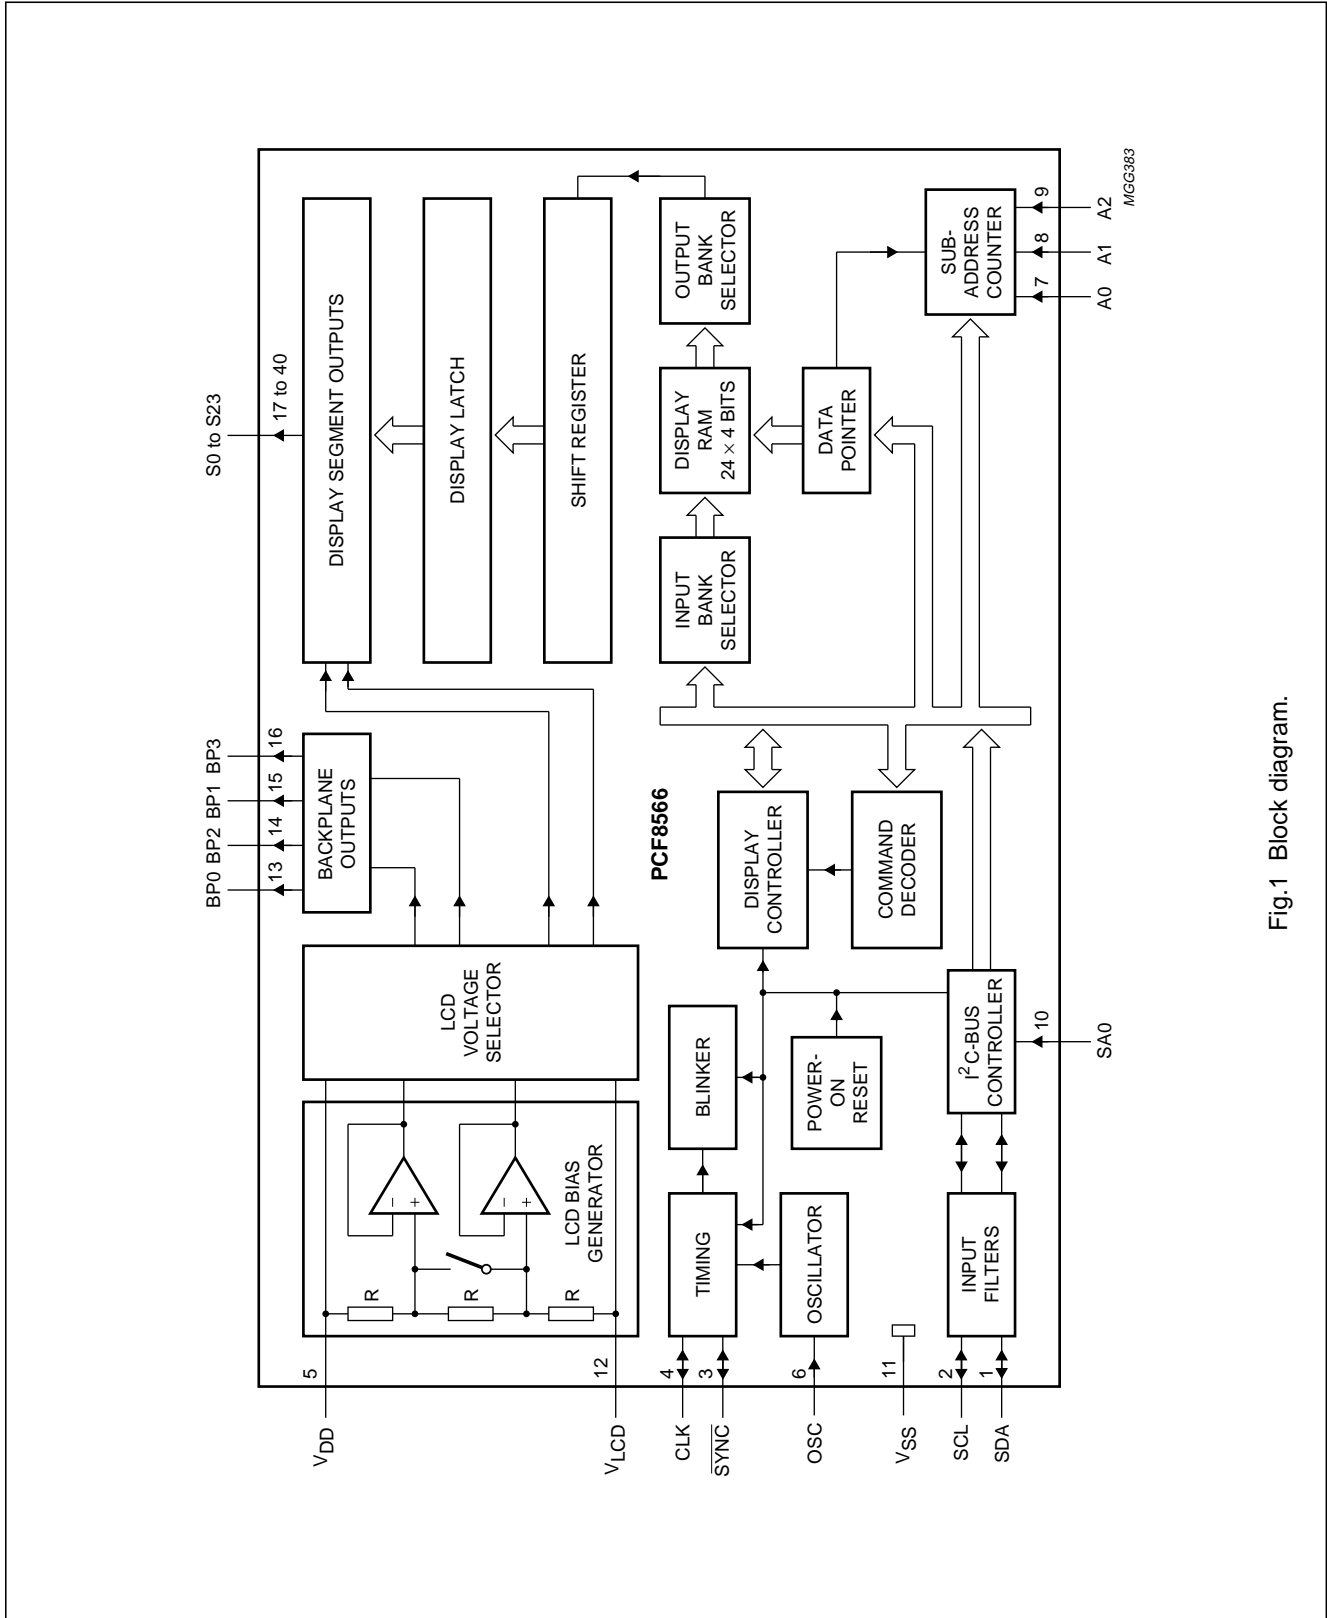 BP0 BP2 BP1 BP3
S0 to S23
13 14 15 16
17 to 40
VDD
5
R
R
R
LCD BIAS
GENERATOR
LCD
VOLTAGE
SELECTOR
BACKPLANE
OUTPUTS
DISPLAY SEGMENT OUTPUTS
DISPLAY LATCH
SHIFT REGISTER
VLCD
12
CLK
4
SYNC
3
TIMING
BLINKER
PCF8566
DISPLAY
CONTROLLER
INPUT
BANK
SELECTOR
DISPLAY
RAM
24 × 4 BITS
OUTPUT
BANK
SELECTOR
OSC
6
OSCILLATOR
POWER-
ON
RESET
COMMAND
DECODER
DATA
POINTER
VSS
11
SCL
2
SDA
1
INPUT
FILTERS
I2C-BUS
CONTROLLER
SUB-
ADDRESS
COUNTER
10
7 8 9
SA0
A0 A1 A2
MGG383
Fig.1 Block diagram.